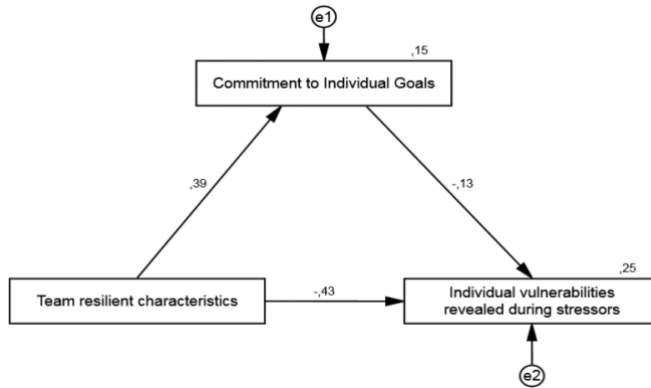 e1
,15
Commitment to Individual Goals
,39
-,13
,25
Team resilient characteristics
-,43
Individual vulnerabilities
revealed during stressors
e2